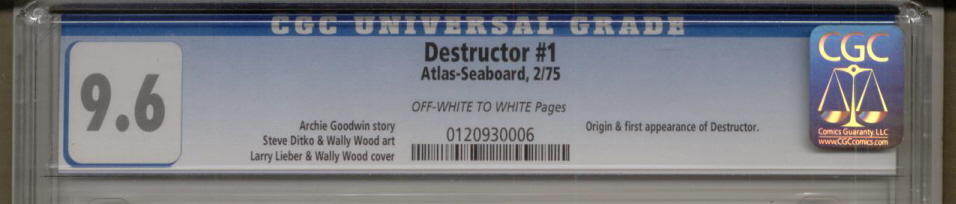 CGC UNIVERSAL GRADE
9.6
Destructor #1
Atlas-Seaboard, 2/75
OFF-WHITE TO WHITE Pages
Archie Goodwin story
Steve Ditko & Wally Wood art
Larry Lieber & Wally Wood cover
0120930006
Origin & first appearance of Destructor.
CGC
Comics Guaranty, LLC
www.CGCcomics.com